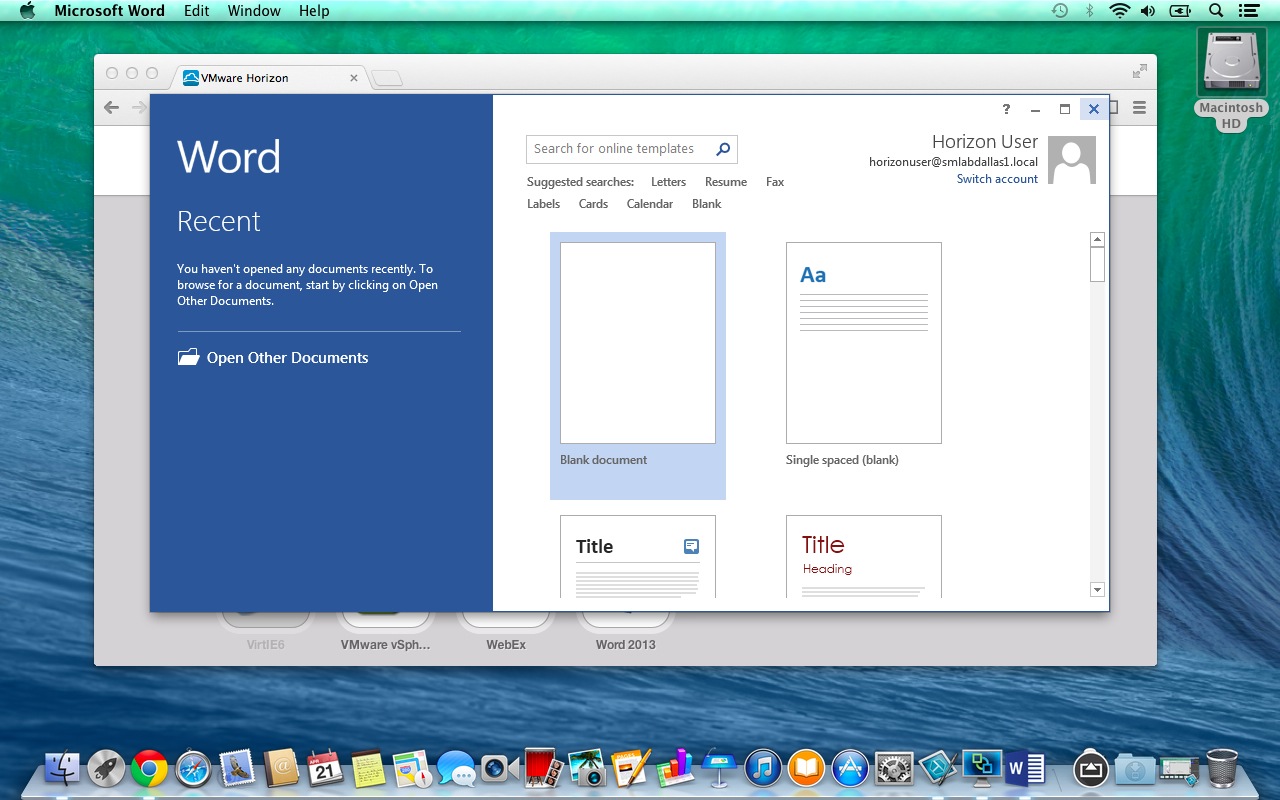 Microsoft Word Edit Window Help
VMware Horizon
Macintosh
HD
Word
Recent
You haven't opened any documents recently. To
browse for a document, start by clicking on Open
Other Documents.
Open Other Documents
?
Search for online templates
Suggested searches: Letters Resume Fax
Labels Cards Calendar Blank
Horizon User
horizonuser@smlabdallas1.local
Switch account
Blank document
Aa
Single spaced (blank)
Title
Title
Heading
VirtIE6
VMware vSph...
WebEx
Word 2013
APR
21
W